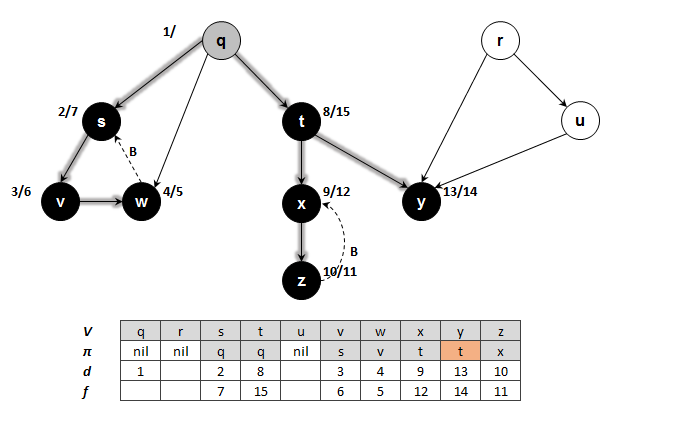 1/
q
r
2/7
s
t
8/15
u
B
3/6
v
w
4/5
x
9/12
y
13/14
B
z
10/11
V q r s t u v w x y z
π nil nil q q nil s v t t x
d 1 2 8 3 4 9 13 10
f 7 15 6 5 12 14 11